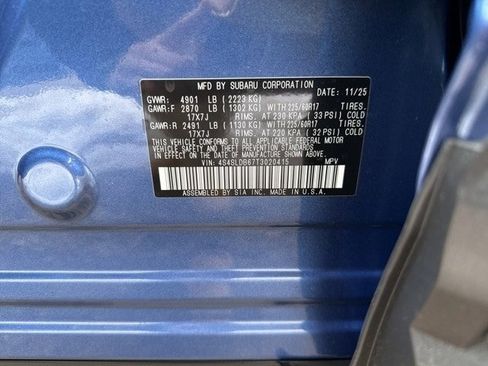 MFD BY SUBARU CORPORATION 11/25
GVWR: 4901 LB ( 2223 KG)
GAWR:F 2870 LB ( 1302 KG) WITH 225/60R17 TIRES.
17X7J RIMS. AT 230 KPA ( 33 PSI) COLD
GAWR:R 2491 LB ( 1130 KG) WITH 225/60R17 TIRES.
17X7J RIMS. AT 220 KPA ( 32 PSI) COLD
THIS VEHICLE CONFORMS TO ALL APPLICABLE FEDERAL MOTOR
VEHICLE SAFETY AND BUMPER STANDARDS IN EFFECT ON THE
DATE OF MANUFACTURE SHOWN ABOVE.
VIN: 4S4SLDB67T3020415 MPV
ASSEMBLED BY SIA INC. MADE IN U.S.A.